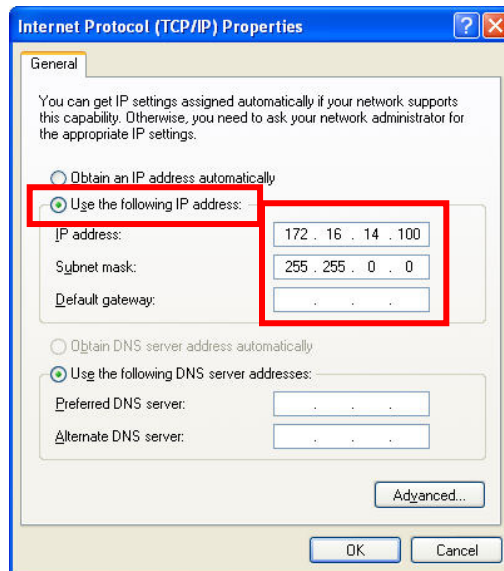 Internet Protocol (TCP/IP) Properties
General
You can get IP settings assigned automatically if your network supports
this capability. Otherwise, you need to ask your network administrator for
the appropriate IP settings.
Obtain an IP address automatically
Use the following IP address:
IP address: 172 . 16 . 14 . 100
Subnet mask: 255 . 255 . 0 . 0
Default gateway: . . .
Obtain DNS server address automatically
Use the following DNS server addresses:
Preferred DNS server: . . .
Alternate DNS server: . . .
Advanced...
OK Cancel